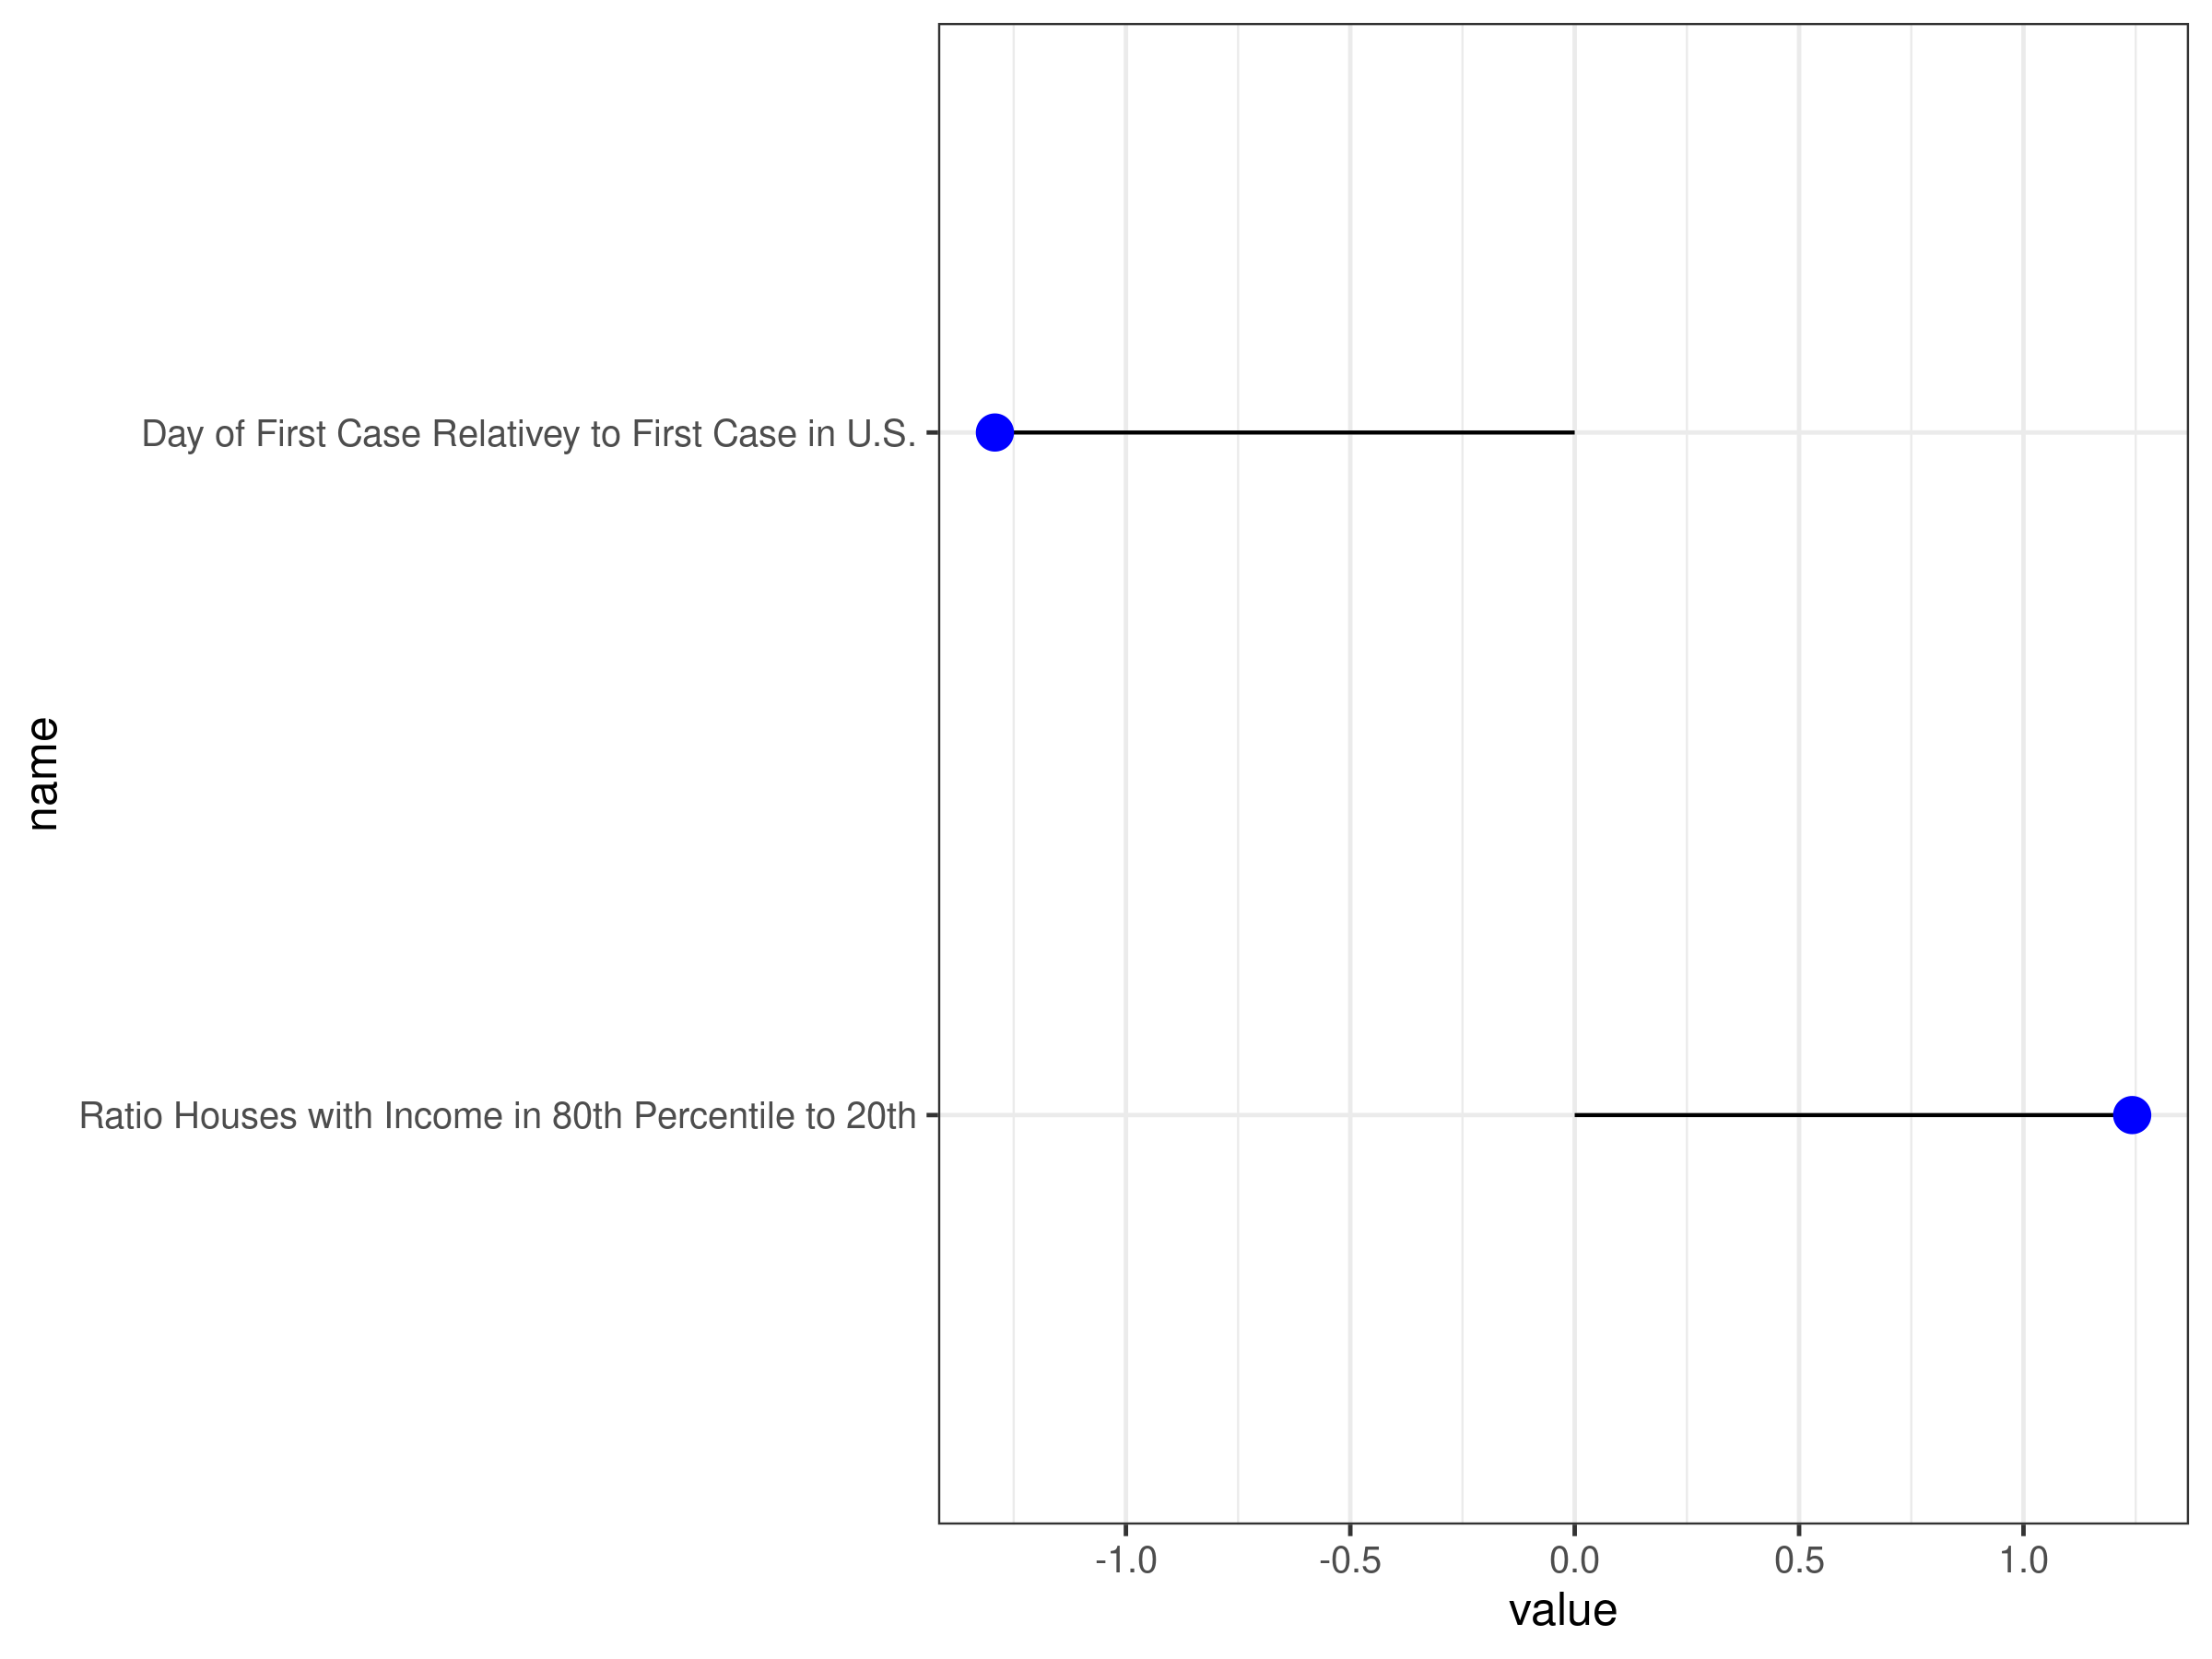 Day of First Case Relativey to First Case in U.S.
name
Ratio Houses with Income in 80th Percentile to 20th
-1.0 -0.5 0.0 0.5 1.0
value